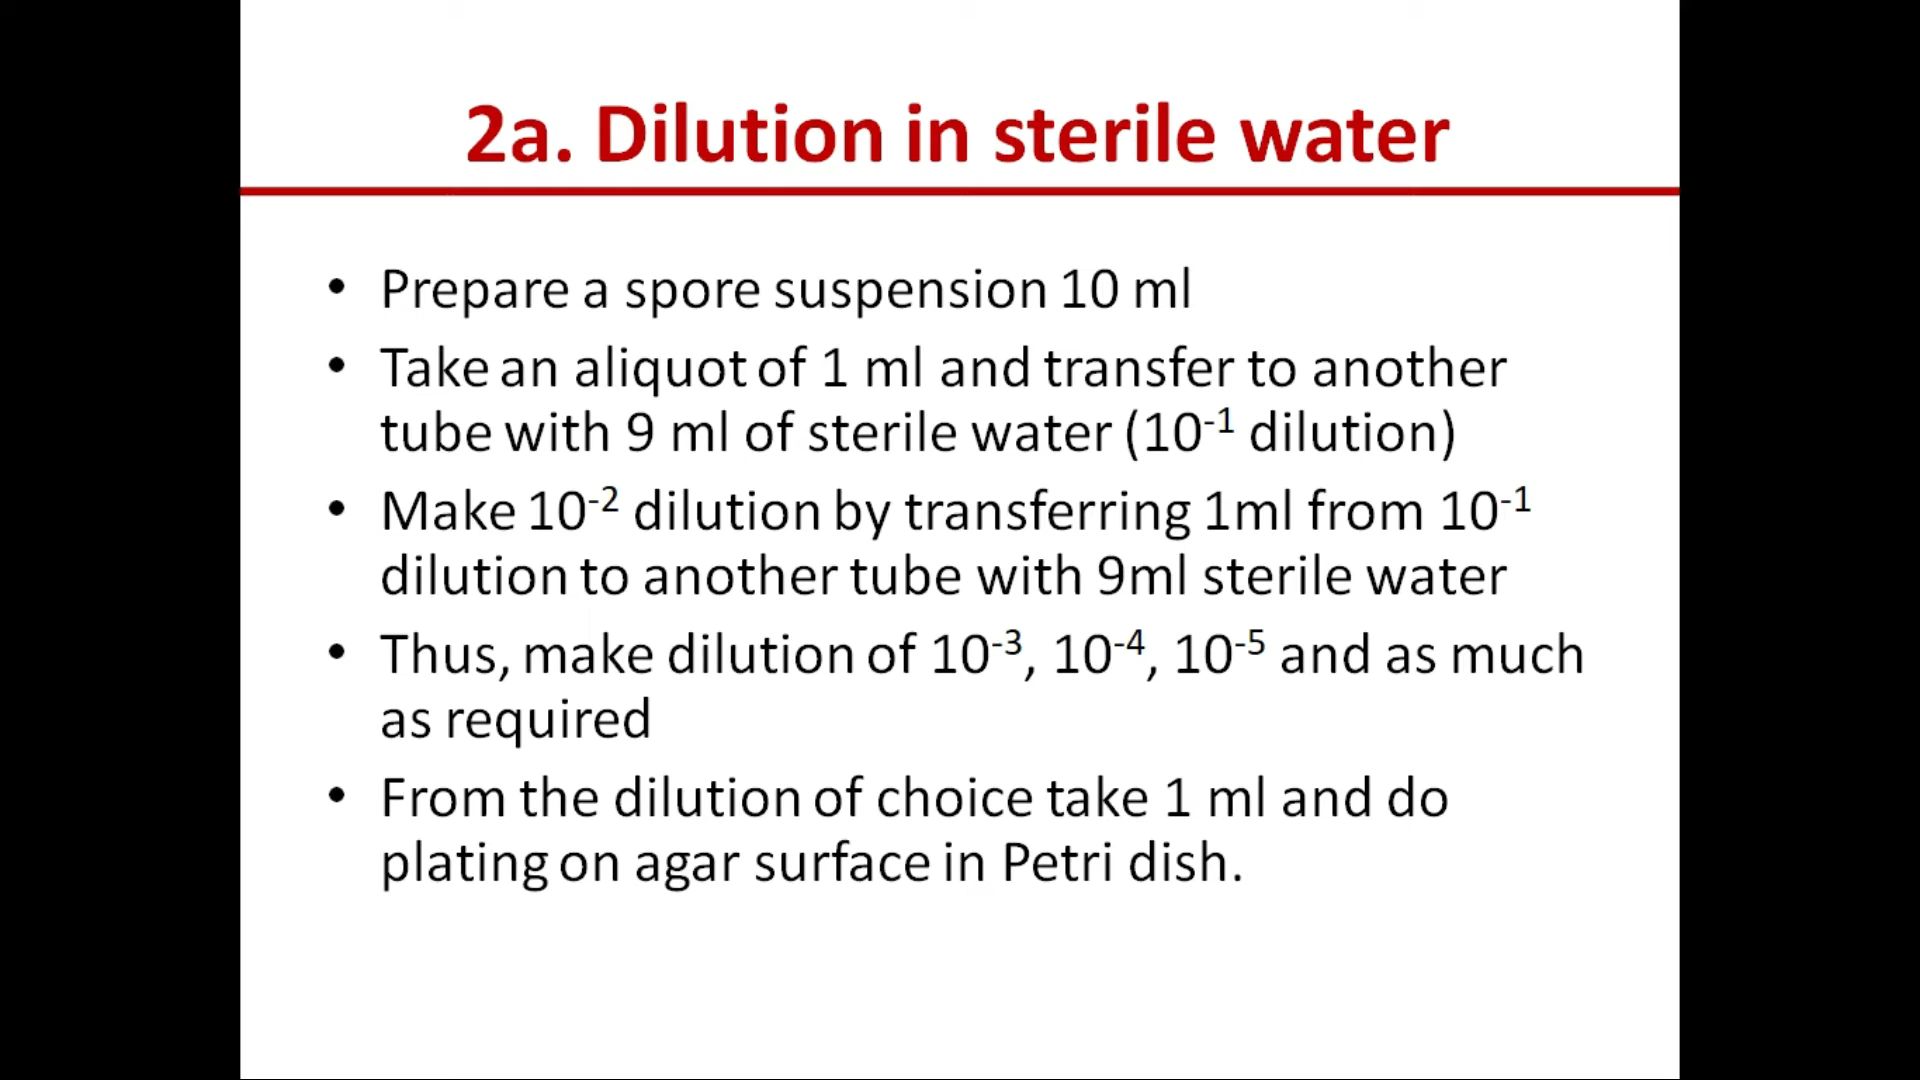 2a. Dilution in sterile water
• Prepare a spore suspension 10 ml
• Take an aliquot of 1 ml and transfer to another
tube with 9 ml of sterile water (10⁻¹ dilution)
• Make 10⁻² dilution by transferring 1ml from 10⁻¹
dilution to another tube with 9ml sterile water
• Thus, make dilution of 10⁻³, 10⁻⁴, 10⁻⁵ and as much
as required
• From the dilution of choice take 1 ml and do
plating on agar surface in Petri dish.